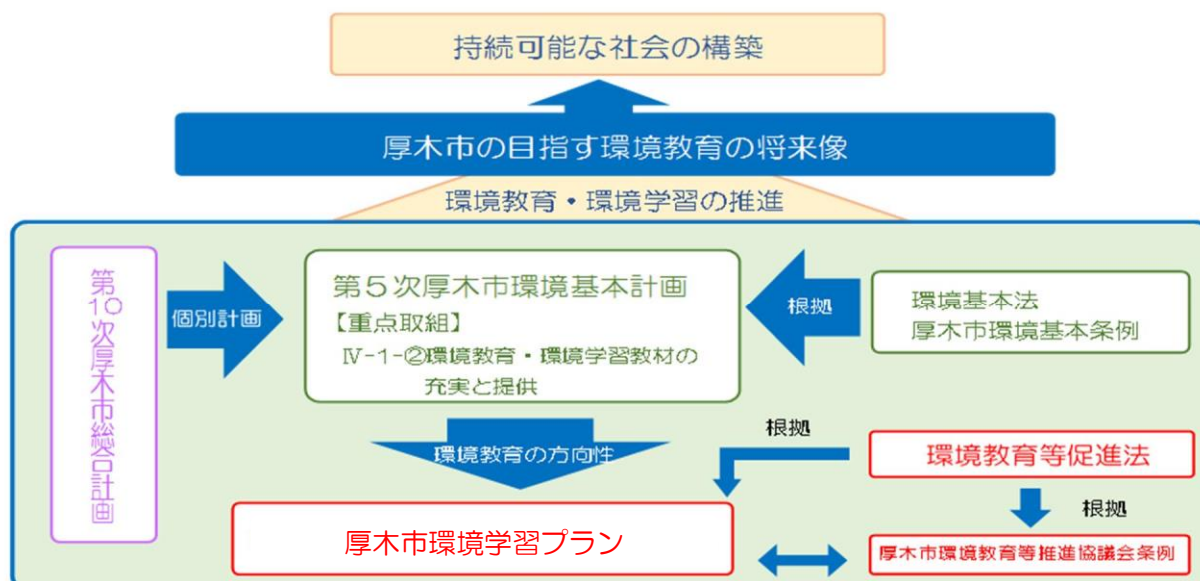 持続可能な社会の構築
厚木市の目指す環境教育の将来像
環境教育・環境学習の推進
第10次厚木市総合計画
個別計画
第5次厚木市環境基本計画
【重点取組】
Ⅳ-1-②環境教育・環境学習教材の
充実と提供
根拠
環境基本法
厚木市環境基本条例
環境教育の方向性
根拠
環境教育等促進法
根拠
厚木市環境学習プラン
厚木市環境教育等推進協議会条例